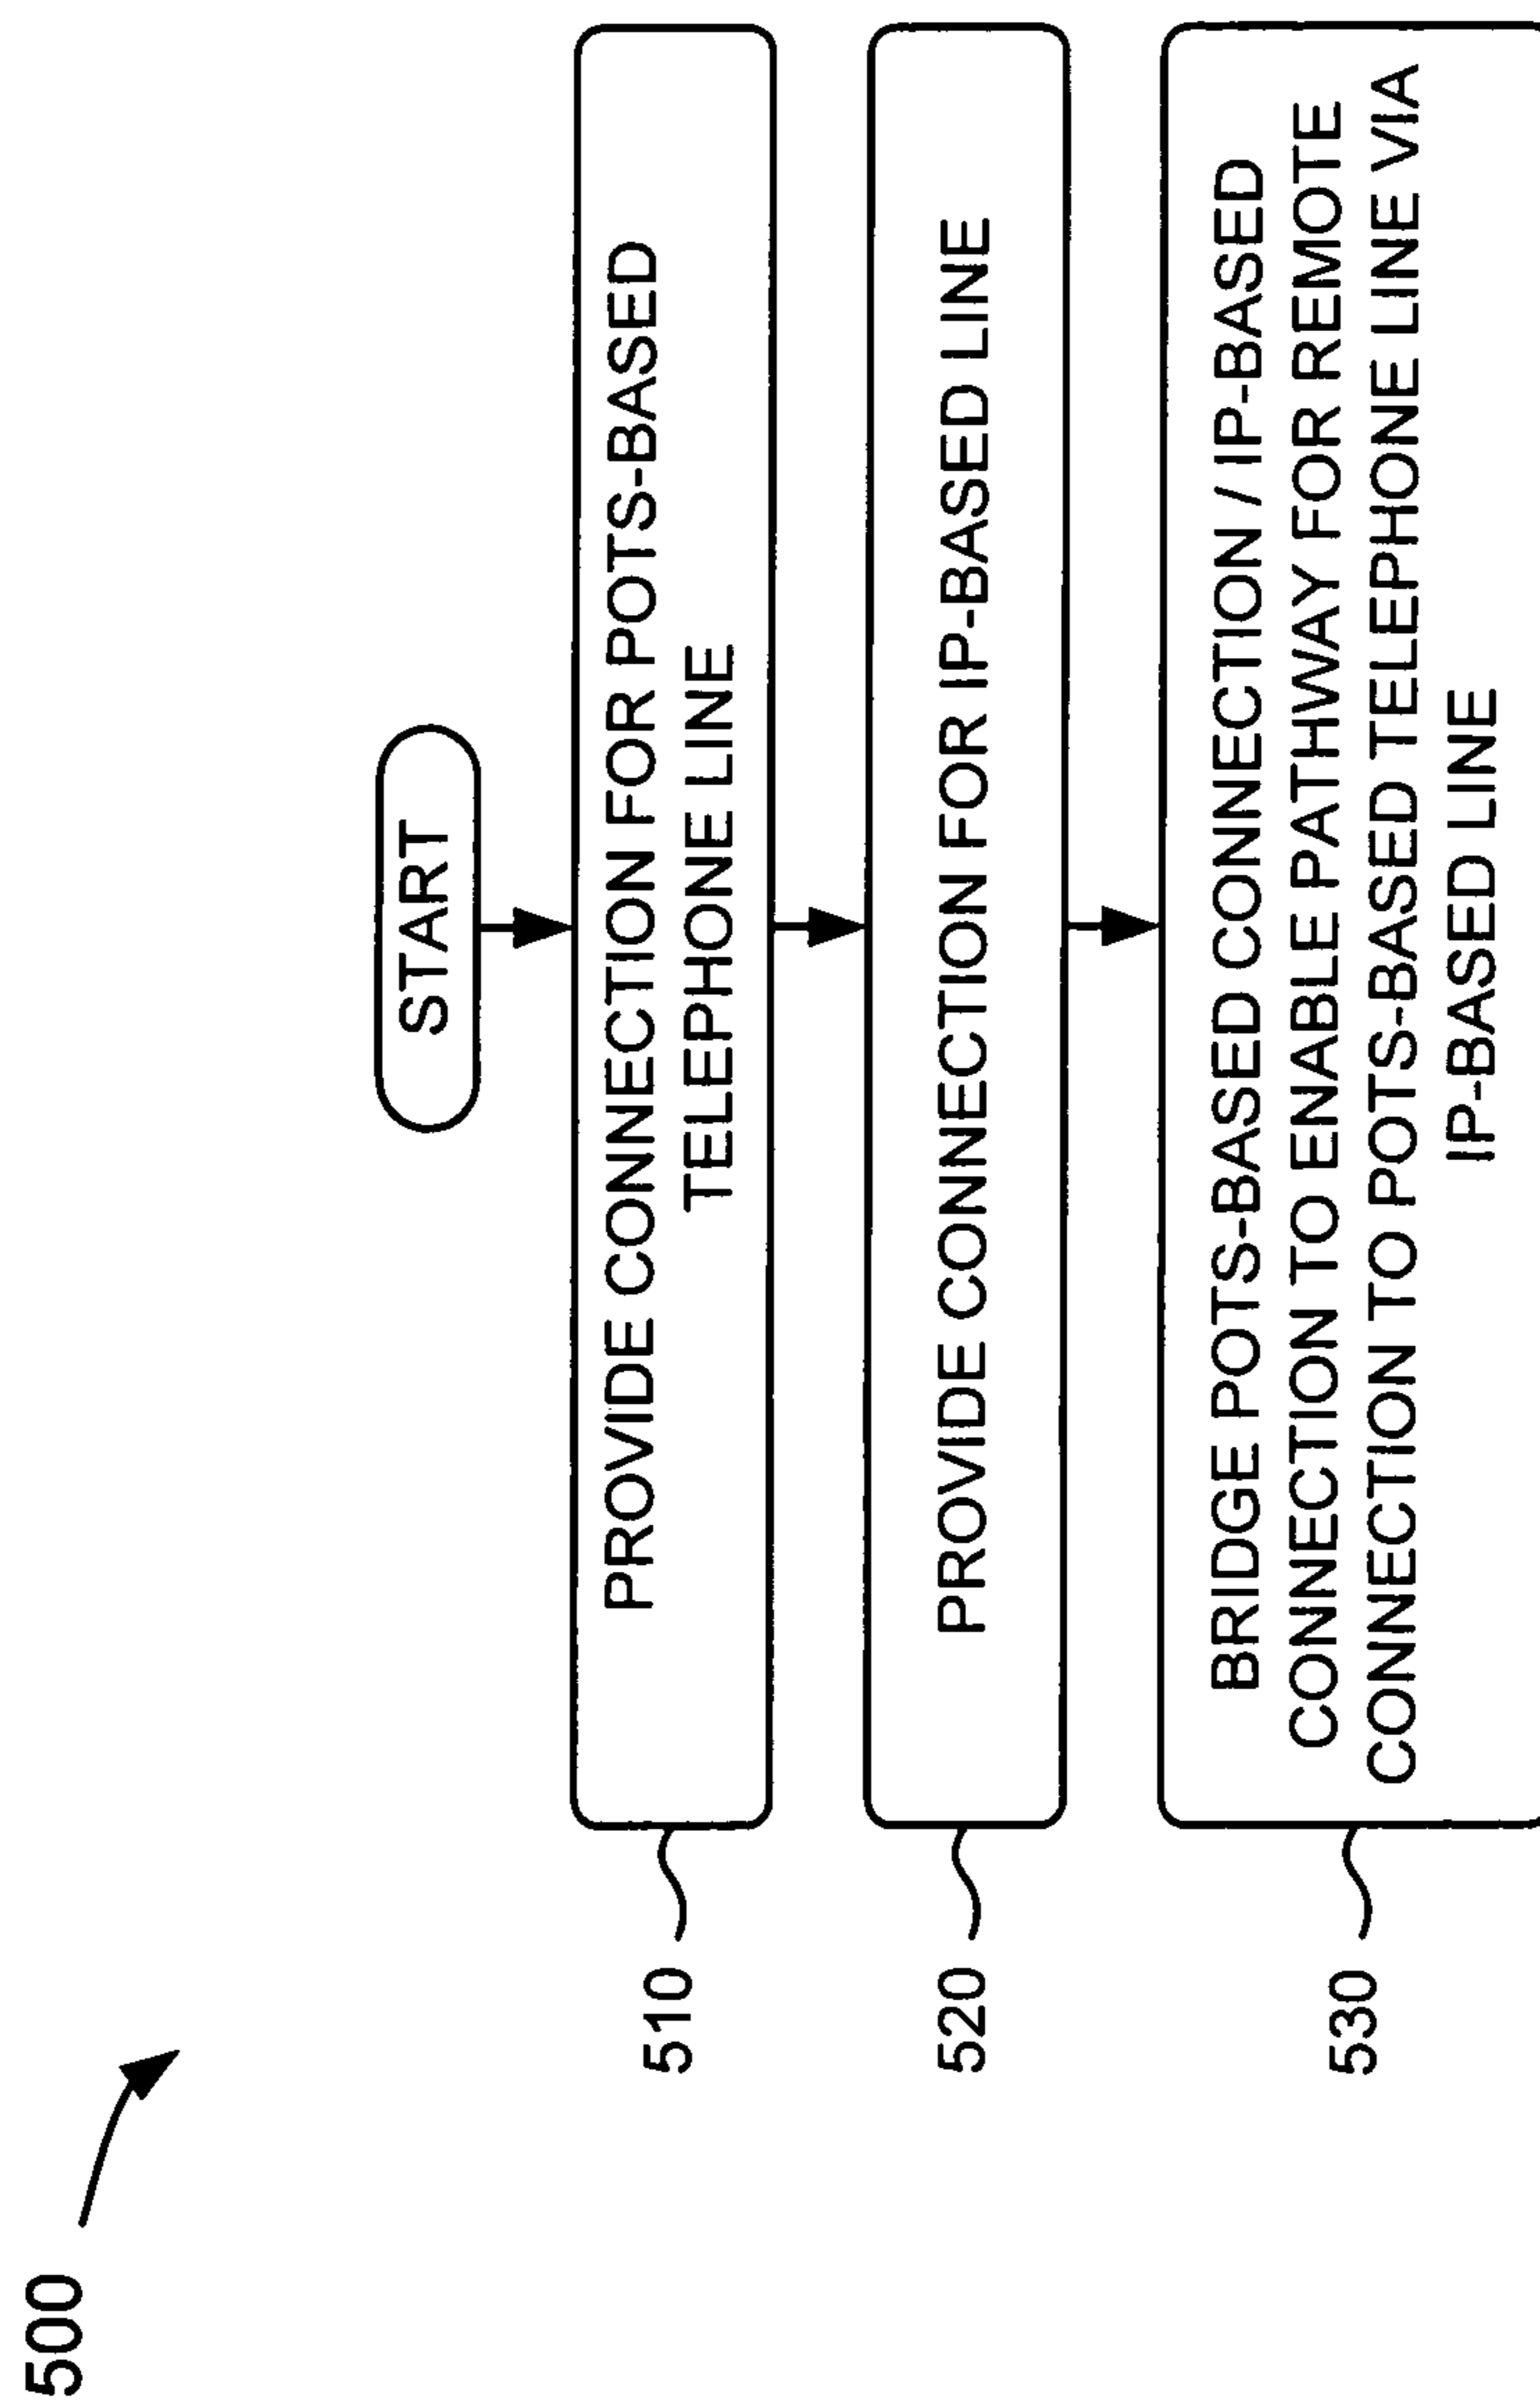 500
START
510
PROVIDE CONNECTION FOR POTS-BASED
TELEPHONE LINE
520
PROVIDE CONNECTION FOR IP-BASED LINE
530
BRIDGE POTS-BASED CONNECTION / IP-BASED
CONNECTION TO ENABLE PATHWAY FOR REMOTE
CONNECTION TO POTS-BASED TELEPHONE LINE VIA
IP-BASED LINE